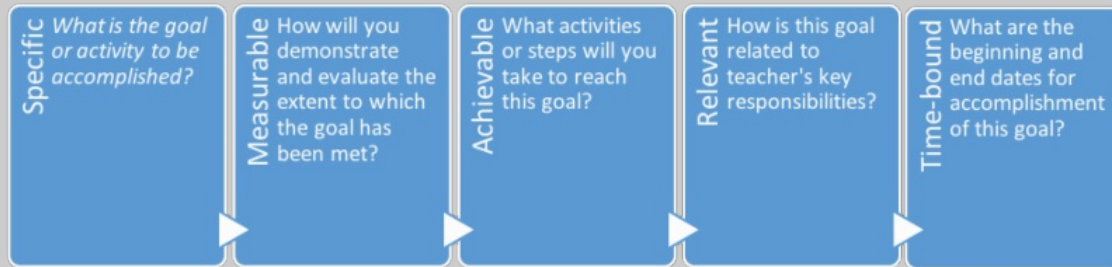 Specific
What is the goal
or activity to be
accomplished?
Measurable
How will you
demonstrate
and evaluate the
extent to which
the goal has
been met?
Achievable
What activities
or steps will you
take to reach
this goal?
Relevant
How is this goal
related to
teacher's key
responsibilities?
Time-bound
What are the
beginning and
end dates for
accomplishment
of this goal?